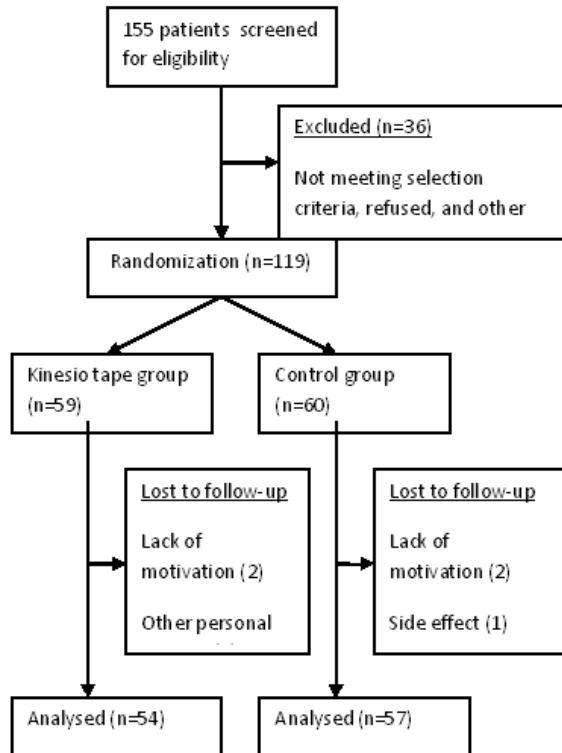 155 patients screened
for eligibility
Excluded (n=36)
Not meeting selection
criteria, refused, and other
Randomization (n=119)
Kinesio tape group
(n=59)
Control group
(n=60)
Lost to follow-up
Lack of
motivation (2)
Other personal
Lost to follow-up
Lack of
motivation (2)
Side effect (1)
Analysed (n=54)
Analysed (n=57)